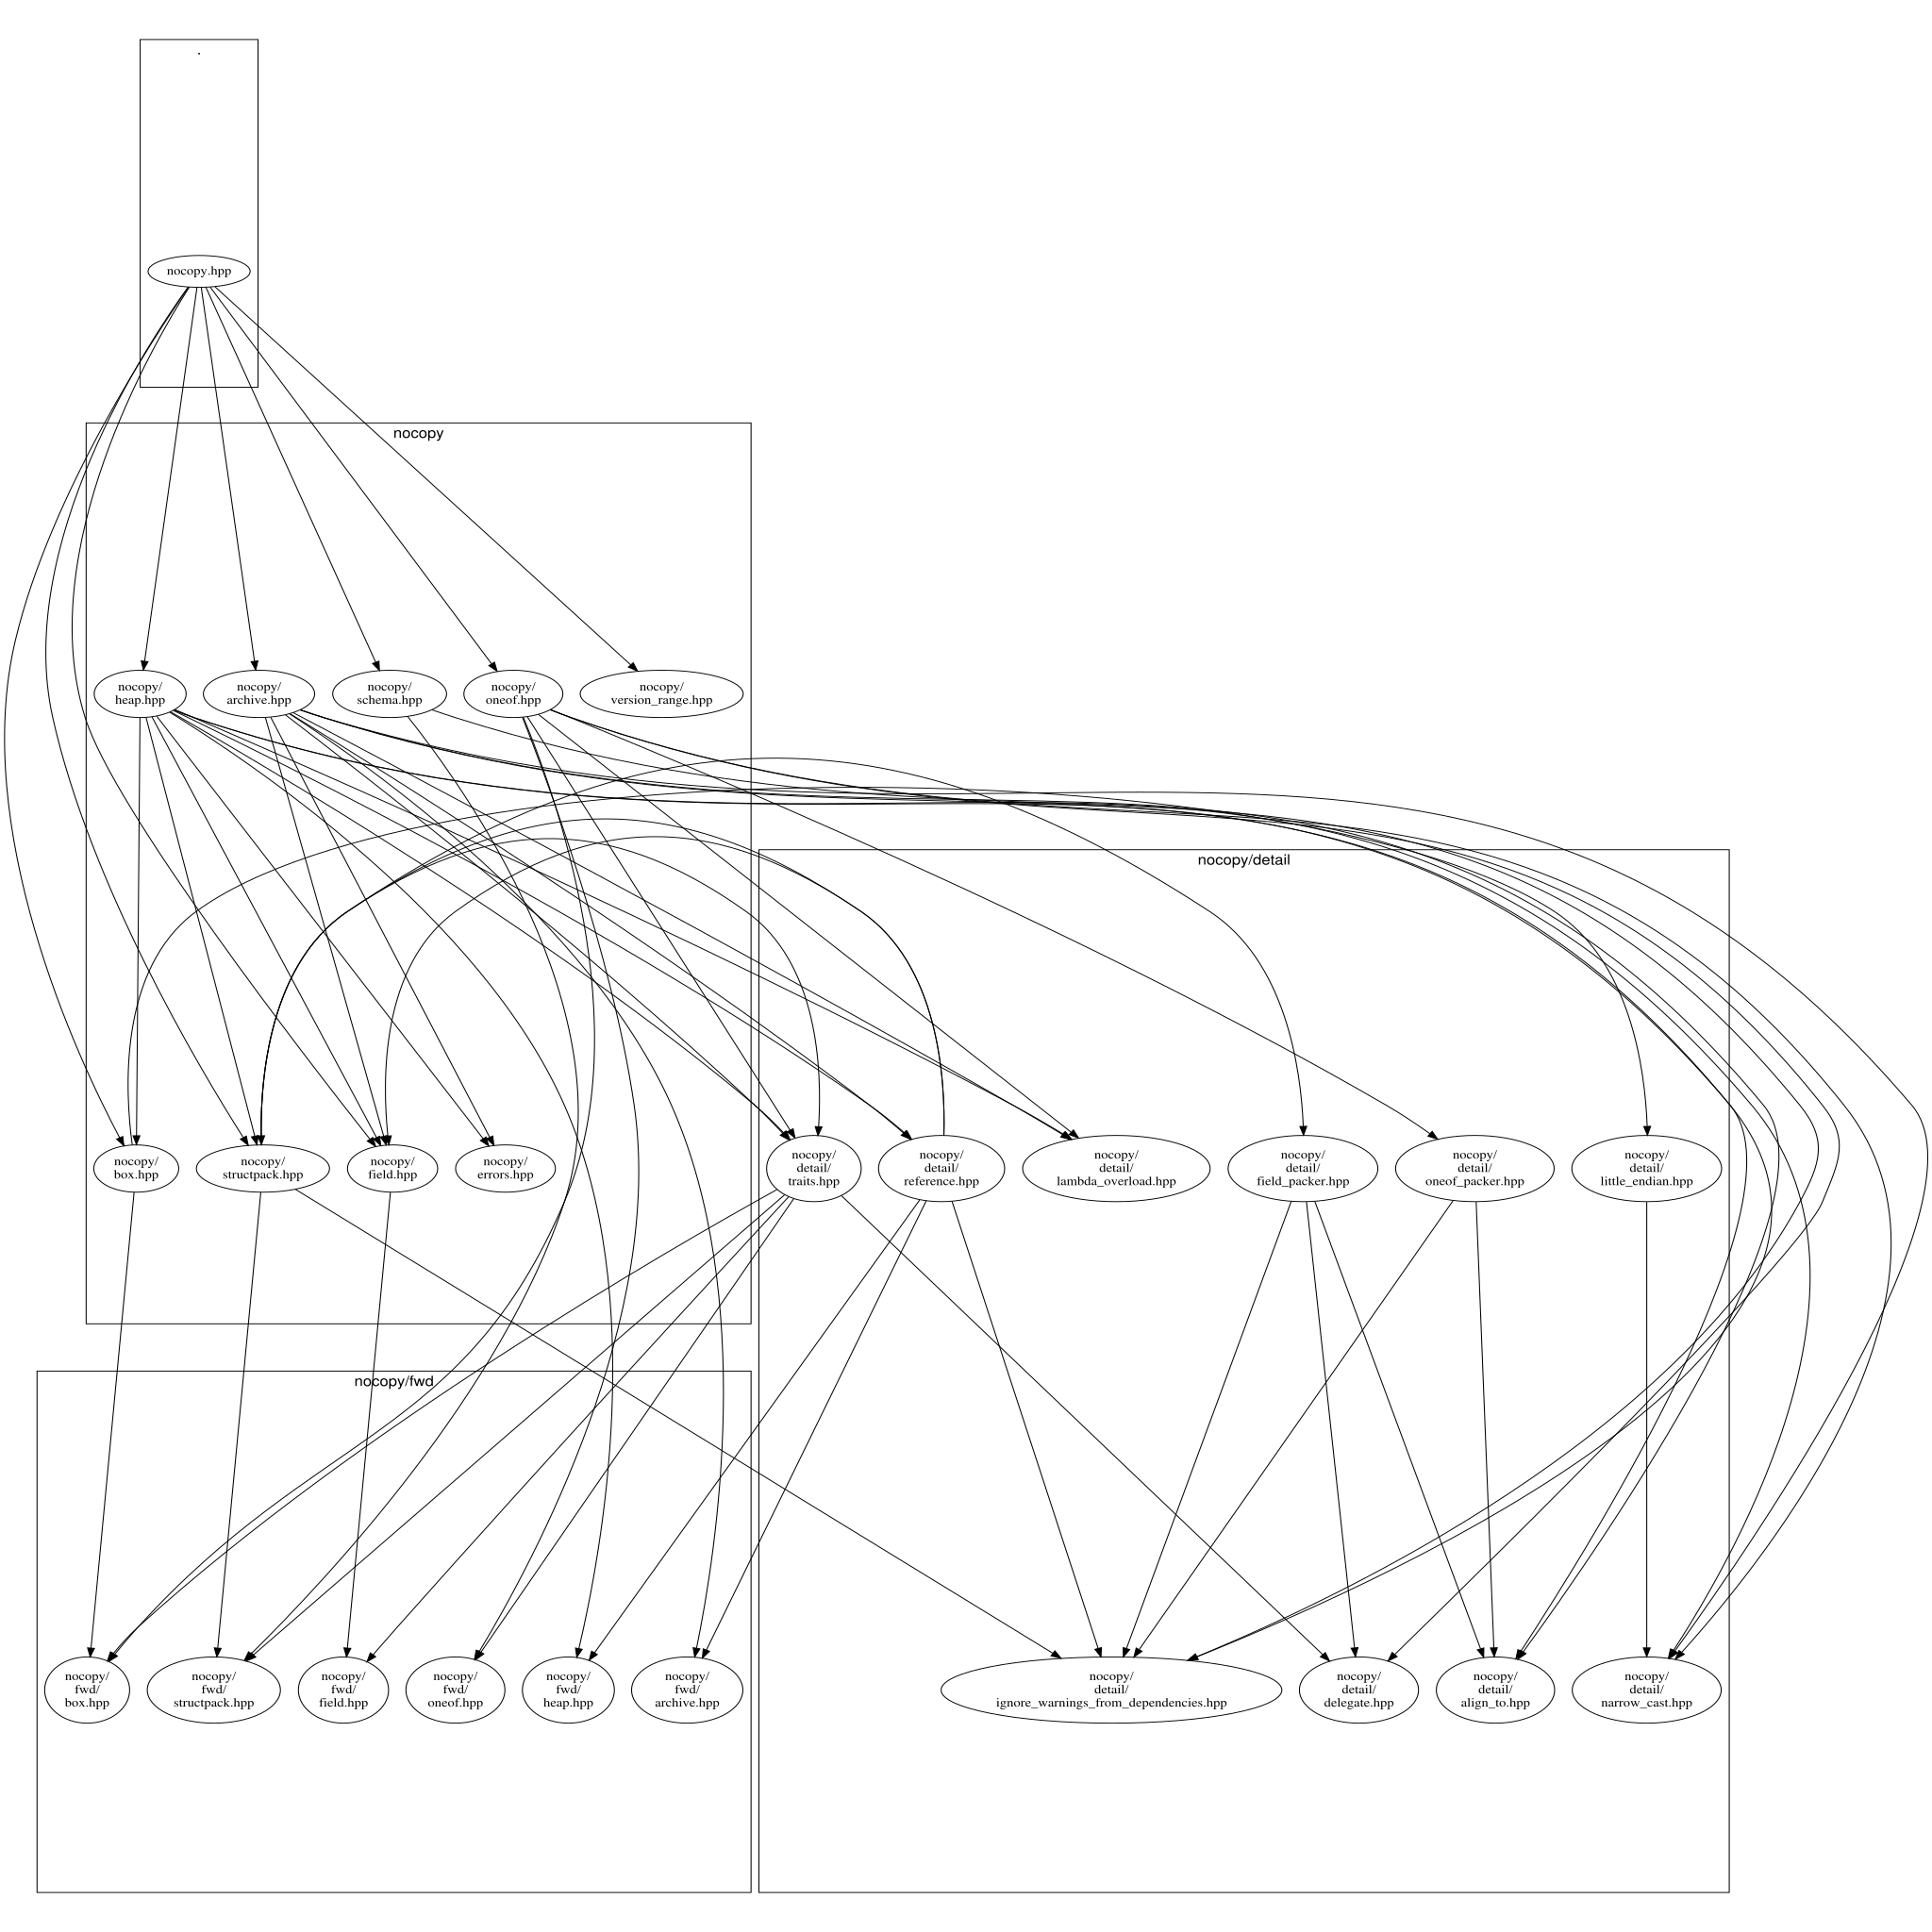 .
nocopy.hpp
nocopy
nocopy/
heap.hpp
nocopy/
archive.hpp
nocopy/
schema.hpp
nocopy/
oneof.hpp
nocopy/
version_range.hpp
nocopy/detail
nocopy/
box.hpp
nocopy/
structpack.hpp
nocopy/
field.hpp
nocopy/
errors.hpp
nocopy/
detail/
traits.hpp
nocopy/
detail/
reference.hpp
nocopy/
detail/
lambda_overload.hpp
nocopy/
detail/
field_packer.hpp
nocopy/
detail/
oneof_packer.hpp
nocopy/
detail/
little_endian.hpp
nocopy/fwd
nocopy/
fwd/
box.hpp
nocopy/
fwd/
structpack.hpp
nocopy/
fwd/
field.hpp
nocopy/
fwd/
oneof.hpp
nocopy/
fwd/
heap.hpp
nocopy/
fwd/
archive.hpp
nocopy/
detail/
ignore_warnings_from_dependencies.hpp
nocopy/
detail/
delegate.hpp
nocopy/
detail/
align_to.hpp
nocopy/
detail/
narrow_cast.hpp